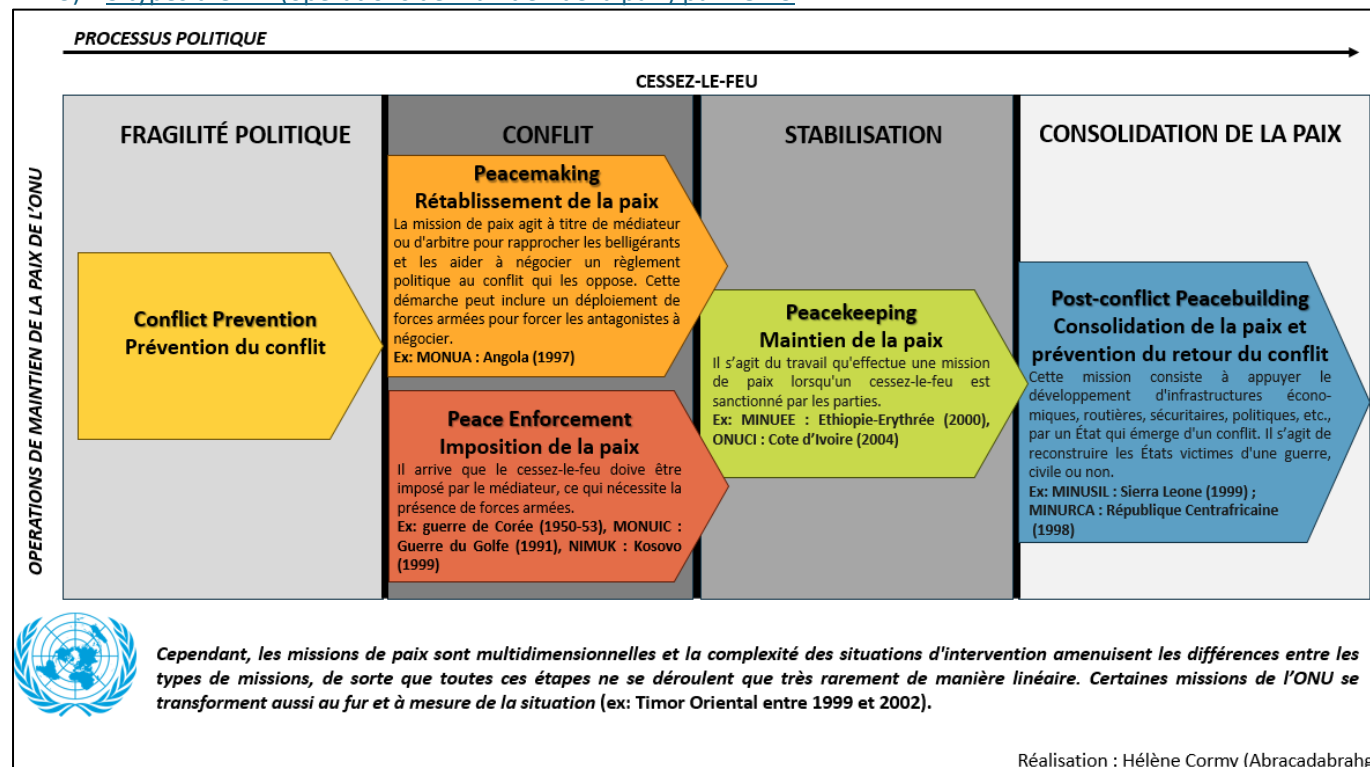 PROCESSUS POLITIQUE
CESSEZ-LE-FEU
OPERATIONS DE MAINTIEN DE LA PAIX DE L'ONU
FRAGILITÉ POLITIQUE
Conflict Prevention
Prévention du conflit
CONFLIT
Peacemaking
Rétablissement de la paix
La mission de paix agit à titre de médiateur
ou d'arbitre pour rapprocher les belligérants
et les aider à négocier un règlement
politique au conflit qui les oppose. Cette
démarche peut inclure un déploiement de
forces armées pour forcer les antagonistes à
négocier.
Ex: MONUA : Angola (1997)
Peace Enforcement
Imposition de la paix
Il arrive que le cessez-le-feu doive être
imposé par le médiateur, ce qui nécessite la
présence de forces armées.
Ex: guerre de Corée (1950-53), MONUIC :
Guerre du Golfe (1991), NIMUK : Kosovo
(1999)
STABILISATION
Peacekeeping
Maintien de la paix
Il s'agit du travail qu'effectue une mission
de paix lorsqu'un cessez-le-feu est
sanctionné par les parties.
Ex: MINUEE : Ethiopie-Erythrée (2000),
ONUCI : Cote d'Ivoire (2004)
CONSOLIDATION DE LA PAIX
Post-conflict Peacebuilding
Consolidation de la paix et
prévention du retour du conflit
Cette mission consiste à appuyer le
développement d'infrastructures écono-
miques, routières, sécuritaires, politiques, etc.,
par un État qui émerge d'un conflit. Il s'agit de
reconstruire les États victimes d'une guerre,
civile ou non.
Ex: MINUSIL : Sierra Leone (1999) ;
MINURCA : République Centrafricaine
(1998)
Cependant, les missions de paix sont multidimensionnelles et la complexité des situations d'intervention amenuisent les différences entre les
types de missions, de sorte que toutes ces étapes ne se déroulent que très rarement de manière linéaire. Certaines missions de l'ONU se
transforment aussi au fur et à mesure de la situation (ex: Timor Oriental entre 1999 et 2002).
Réalisation : Hélène Cormy (Abracadabrahg